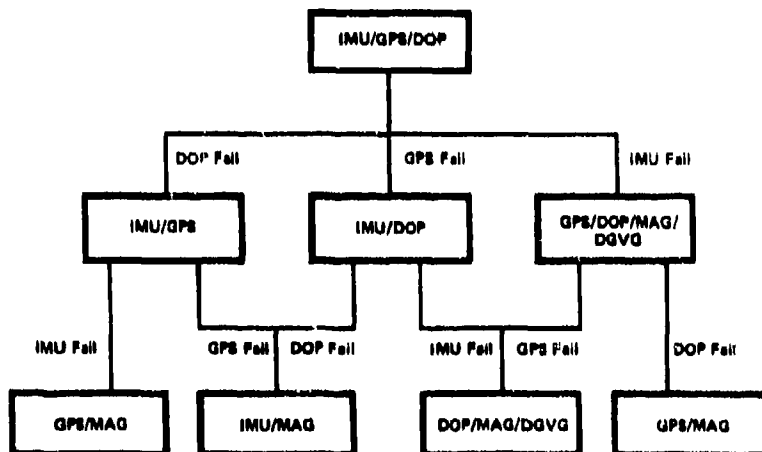 IMU/GPS/DOP
DOP Fail
GPS Fail
IMU Fail
IMU/GPS
IMU/DOP
GPS/DOP/MAG/
DGVG
IMU Fail
GPS Fail
DOP Fail
IMU Fail
GPS Fail
DOP Fail
GPS/MAG
IMU/MAG
DOP/MAG/DGVG
GPS/MAG